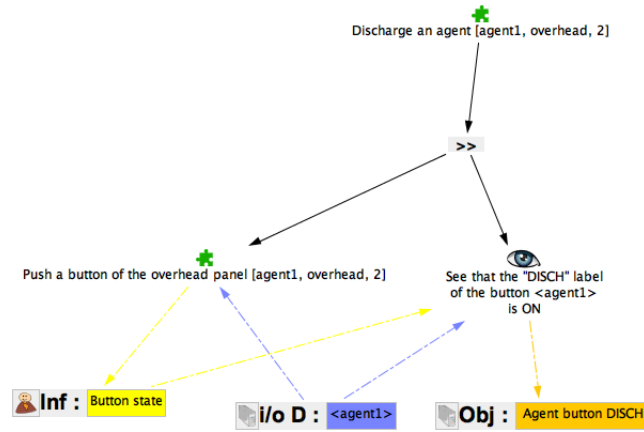 Discharge an agent [agent1, overhead, 2]
>>
Push a button of the overhead panel [agent1, overhead, 2]
See that the "DISCH" label
of the button <agent1>
is ON
Inf : Button state
i/o D : <agent1>
Obj : Agent button DISCH